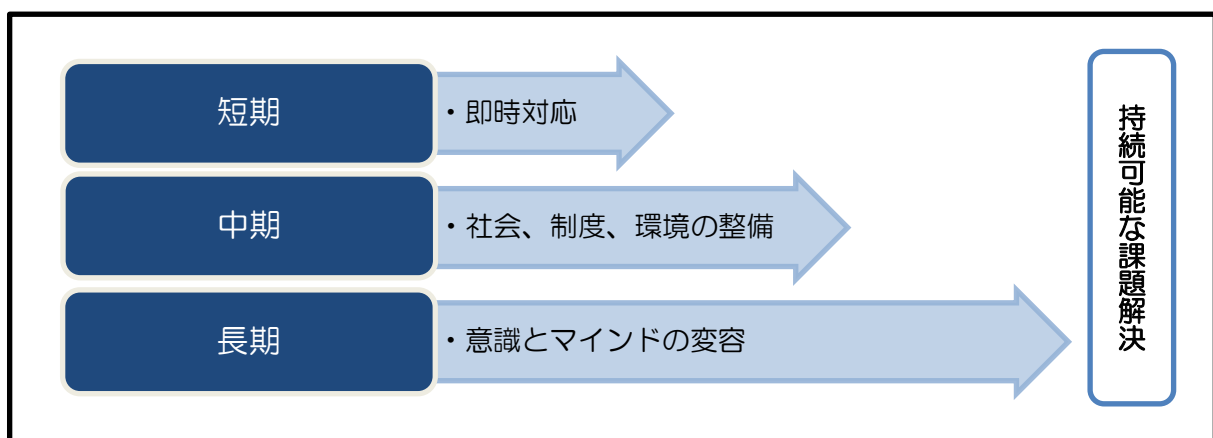 短期
・即時対応
中期
・社会、制度、環境の整備
長期
・意識とマインドの変容
持続可能な課題解決